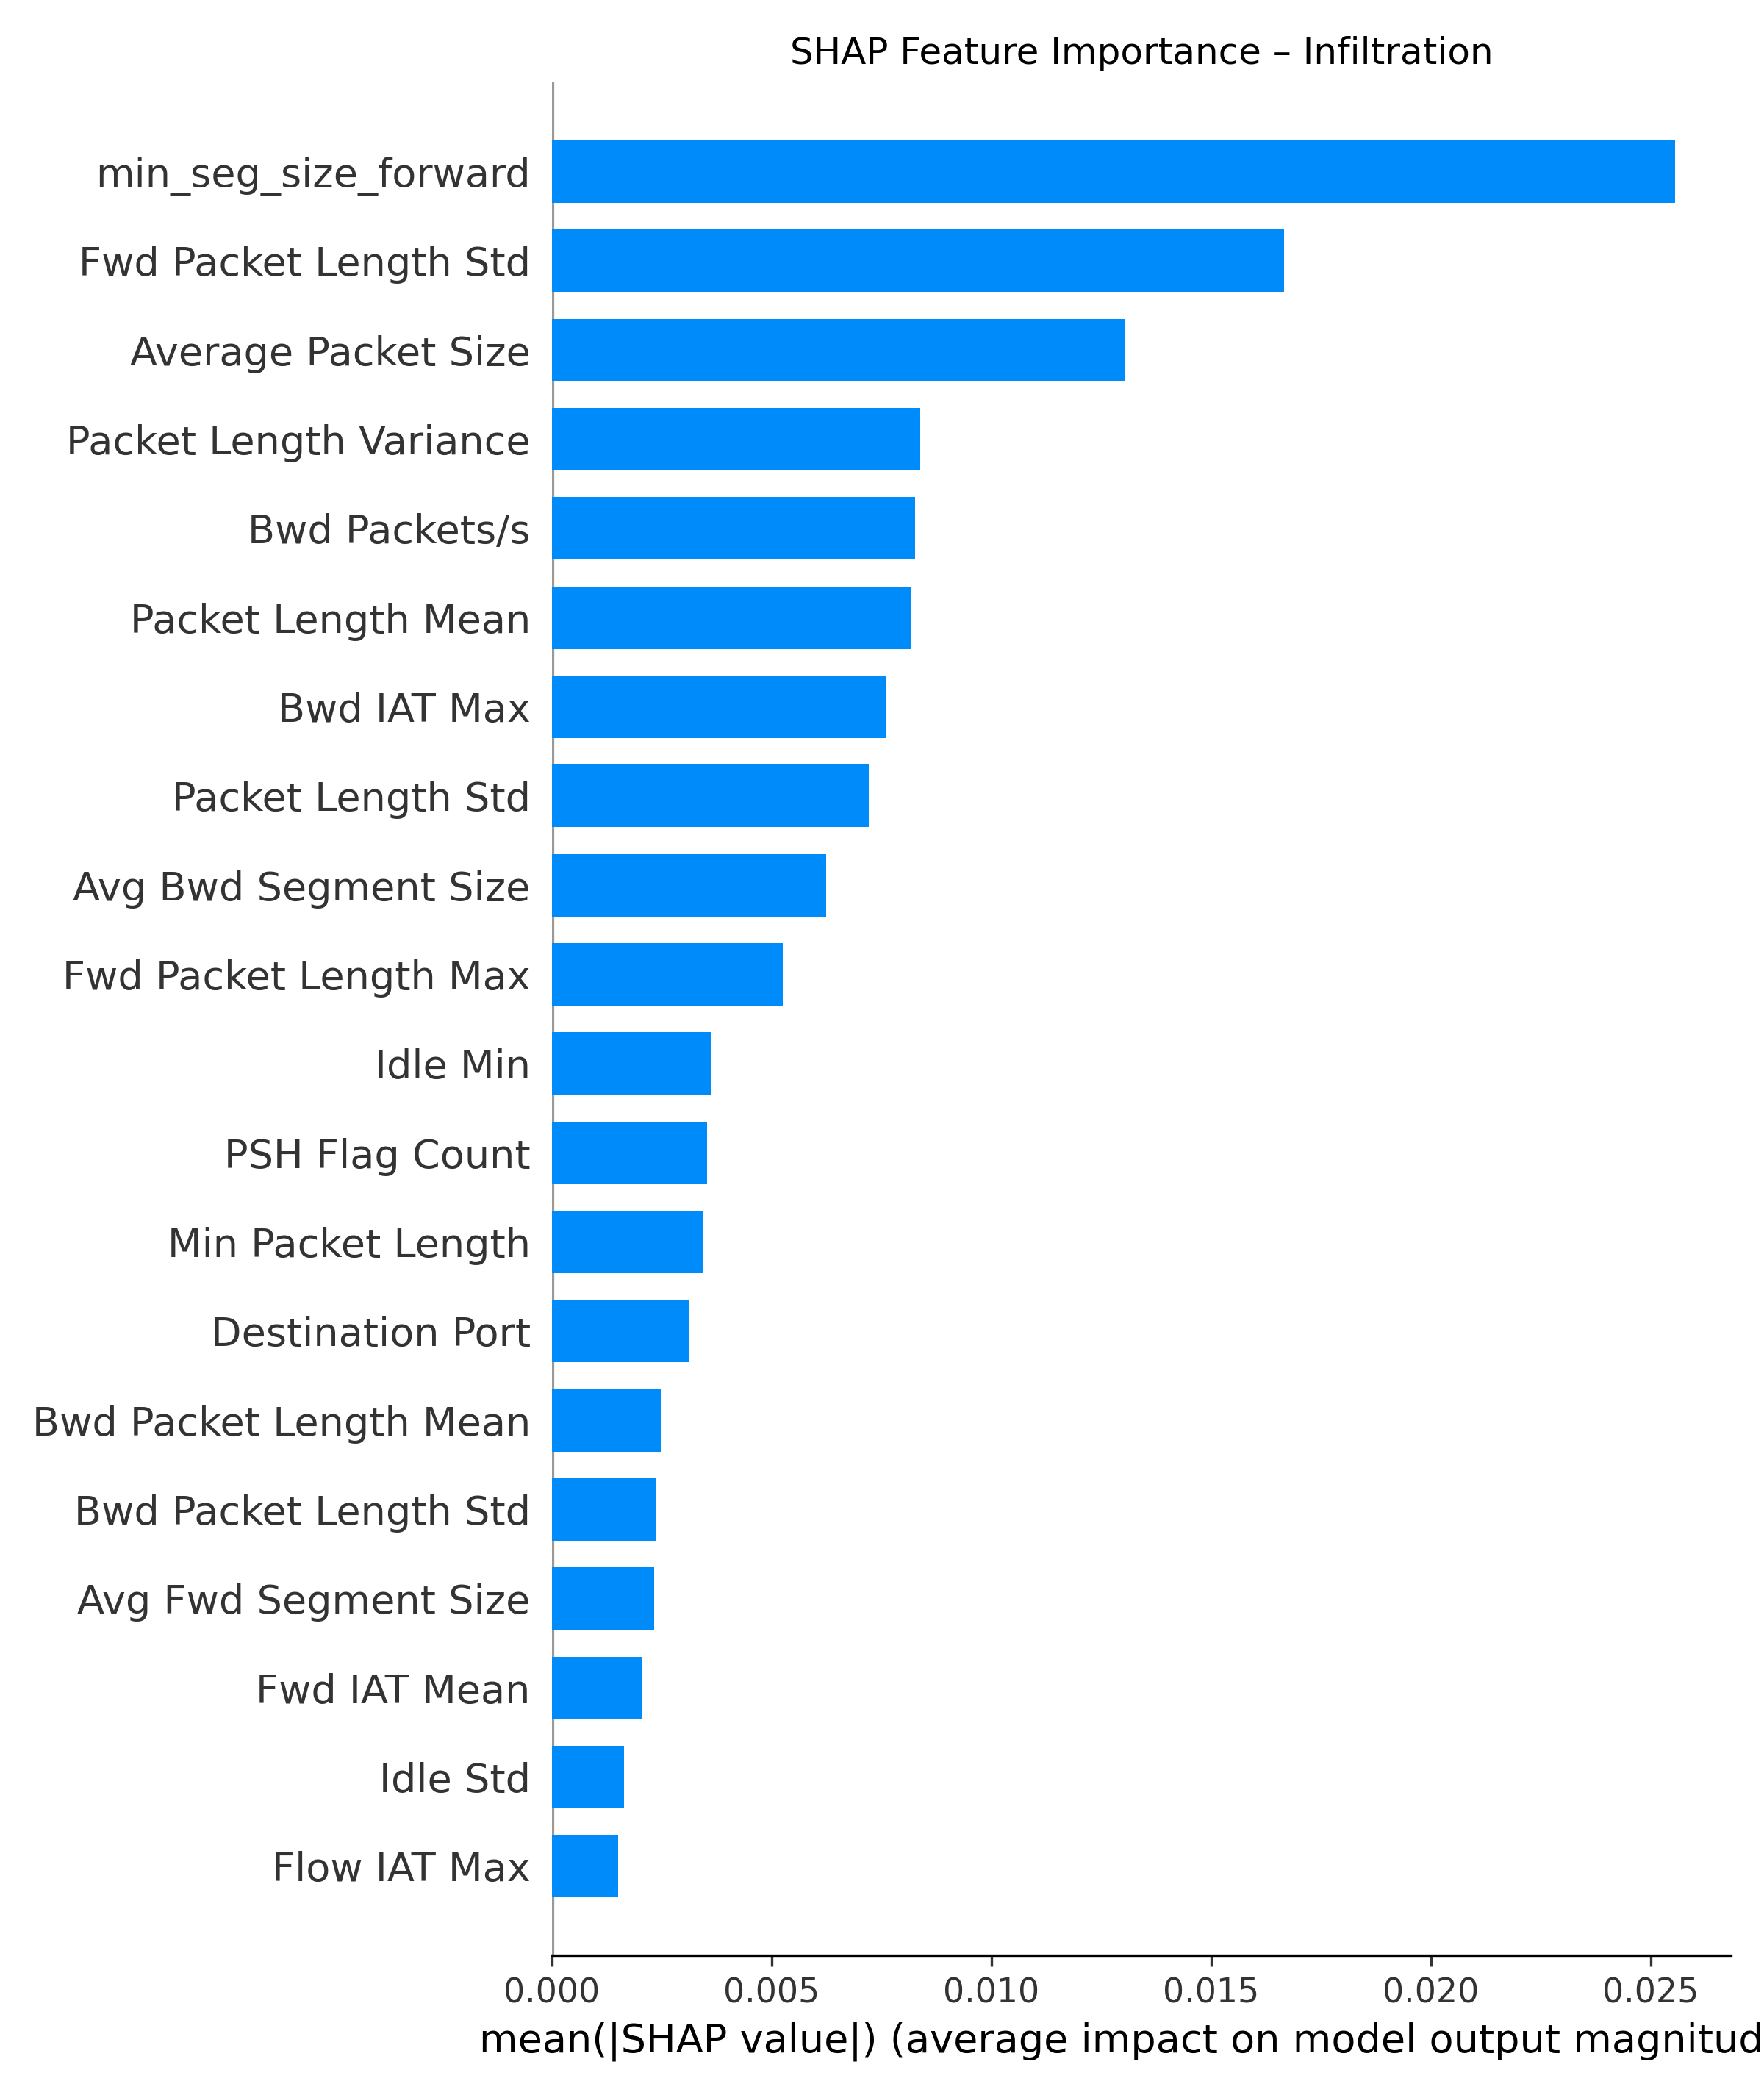 SHAP Feature Importance – Infiltration
min_seg_size_forward
Fwd Packet Length Std
Average Packet Size
Packet Length Variance
Bwd Packets/s
Packet Length Mean
Bwd IAT Max
Packet Length Std
Avg Bwd Segment Size
Fwd Packet Length Max
Idle Min
PSH Flag Count
Min Packet Length
Destination Port
Bwd Packet Length Mean
Bwd Packet Length Std
Avg Fwd Segment Size
Fwd IAT Mean
Idle Std
Flow IAT Max
0.000 0.005 0.010 0.015 0.020 0.025
mean(|SHAP value|) (average impact on model output magnitud